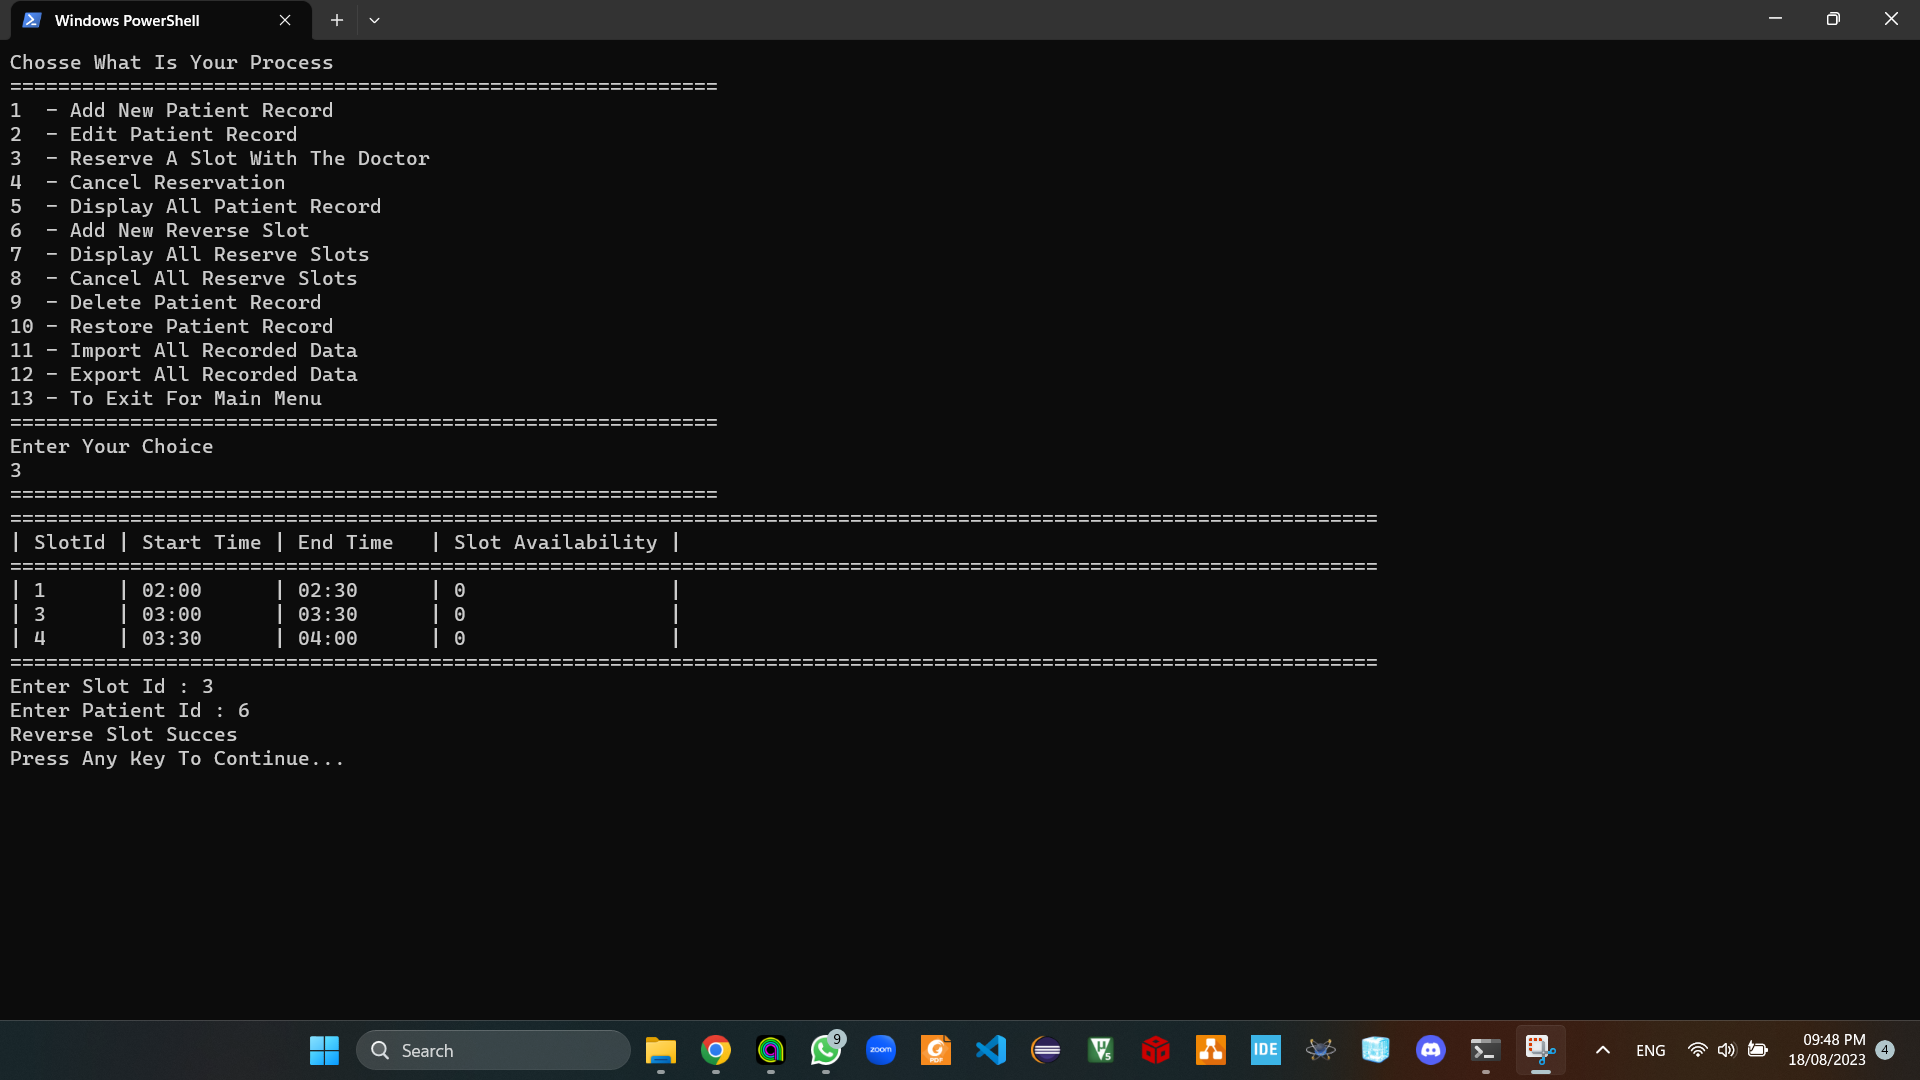 Windows PowerShell
Chosse What Is Your Process
===========================================================
1  - Add New Patient Record
2  - Edit Patient Record
3  - Reserve A Slot With The Doctor
4  - Cancel Reservation
5  - Display All Patient Record
6  - Add New Reverse Slot
7  - Display All Reserve Slots
8  - Cancel All Reserve Slots
9  - Delete Patient Record
10 - Restore Patient Record
11 - Import All Recorded Data
12 - Export All Recorded Data
13 - To Exit For Main Menu
===========================================================
Enter Your Choice
3
===========================================================
==================================================================================================================
| SlotId | Start Time | End Time   | Slot Availability |
==================================================================================================================
| 1      | 02:00      | 02:30      | 0                 |
| 3      | 03:00      | 03:30      | 0                 |
| 4      | 03:30      | 04:00      | 0                 |
==================================================================================================================
Enter Slot Id : 3
Enter Patient Id : 6
Reverse Slot Succes
Press Any Key To Continue...
Search
9
zoom
PDF
5
IDE
ENG
09:48 PM
18/08/2023
4